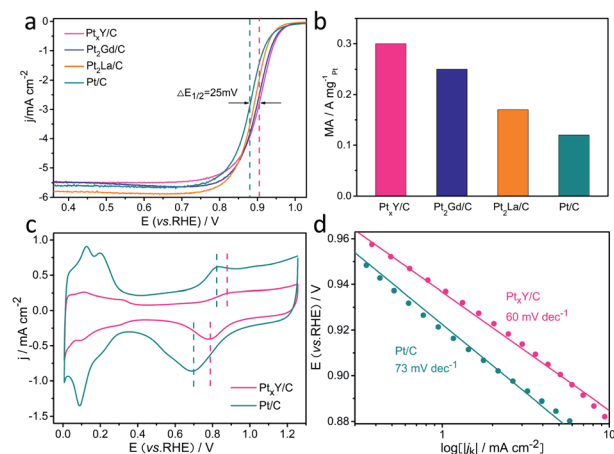 a
PtₓY/C
Pt₂Gd/C
Pt₂La/C
Pt/C
△E₁/₂=25mV
j/mA cm⁻²
0
-1
-2
-3
-4
-5
-6
0.4 0.5 0.6 0.7 0.8 0.9 1.0
E (vs.RHE) / V
b
MA / A mg⁻¹Pt
0.3
0.2
0.1
0.0
PtₓY/C Pt₂Gd/C Pt₂La/C Pt/C
c
j / mA cm⁻²
1.0
0.5
0.0
-0.5
-1.0
-1.5
PtₓY/C
Pt/C
0.0 0.2 0.4 0.6 0.8 1.0 1.2
E (vs.RHE) / V
d
E (vs.RHE) / V
0.96
0.94
0.92
0.90
0.88
PtₓY/C
60 mV dec⁻¹
Pt/C
73 mV dec⁻¹
1 10
log[|jₖ| / mA cm⁻²)